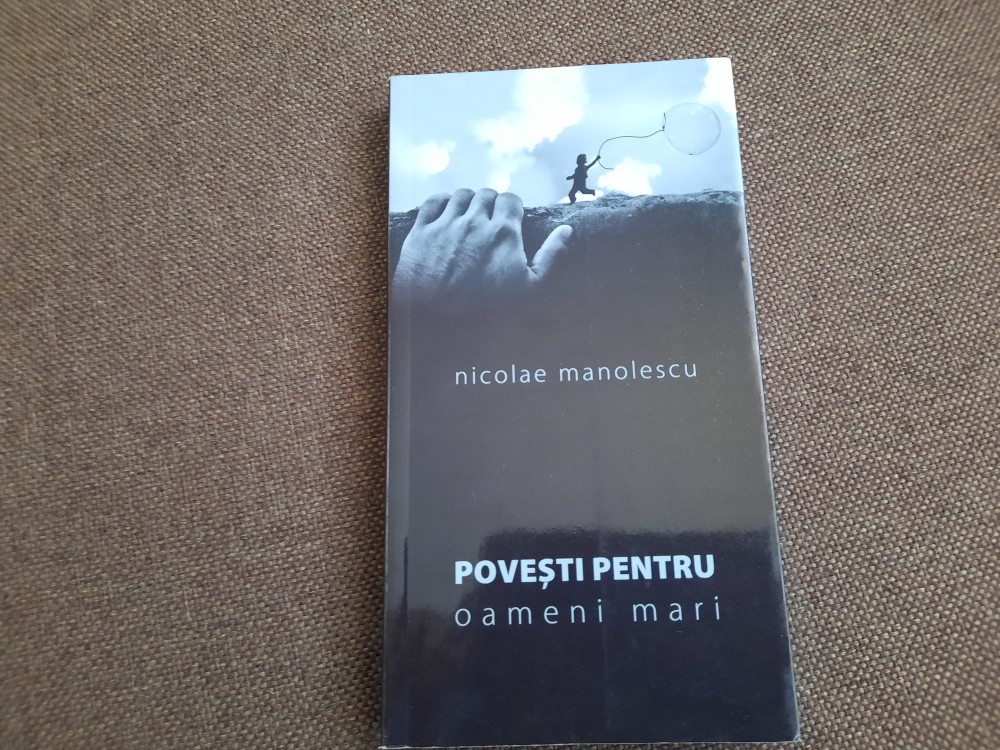 nicolae manolescu
POVEȘTI PENTRU
oameni mari